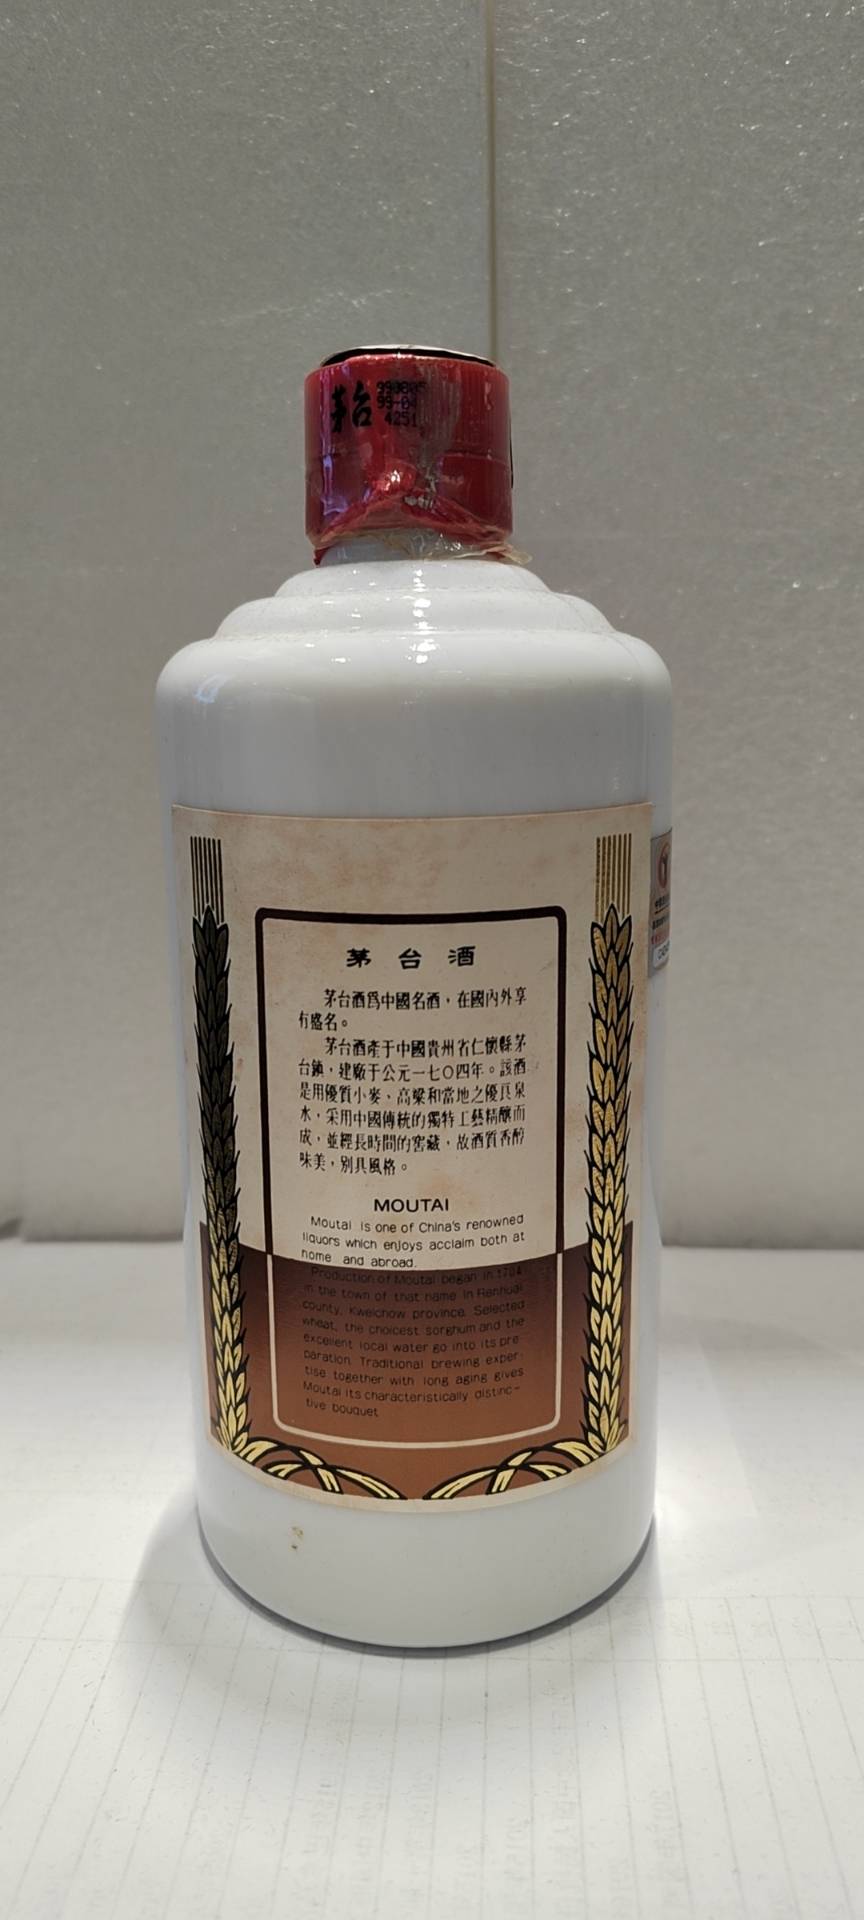 茅台
990805
99-04
4251
茅台酒
茅台酒爲中國名酒，在國內外享
有盛名。
茅台酒產于中國貴州省仁懷縣茅
台鎮，建廠于公元一七〇四年。該酒
是用優質小麥、高粱和當地之優良泉
水，采用中國傳統的獨特工藝精釀而
成，並經長時間的窖藏，故酒質香醇
味美，別具風格。
MOUTAI
Moutai is one of China's renowned
liquors which enjoys acclaim both at
home and abroad.
Production of Moutai began in 1704
in the town of that name in Renhuai
county, Kweichow province. Selected
wheat, the choicest sorghum and the
excellent local water go into its pre-
paration. Traditional brewing exper-
tise together with long aging gives
Moutai its characteristically distinc-
tive bouquet